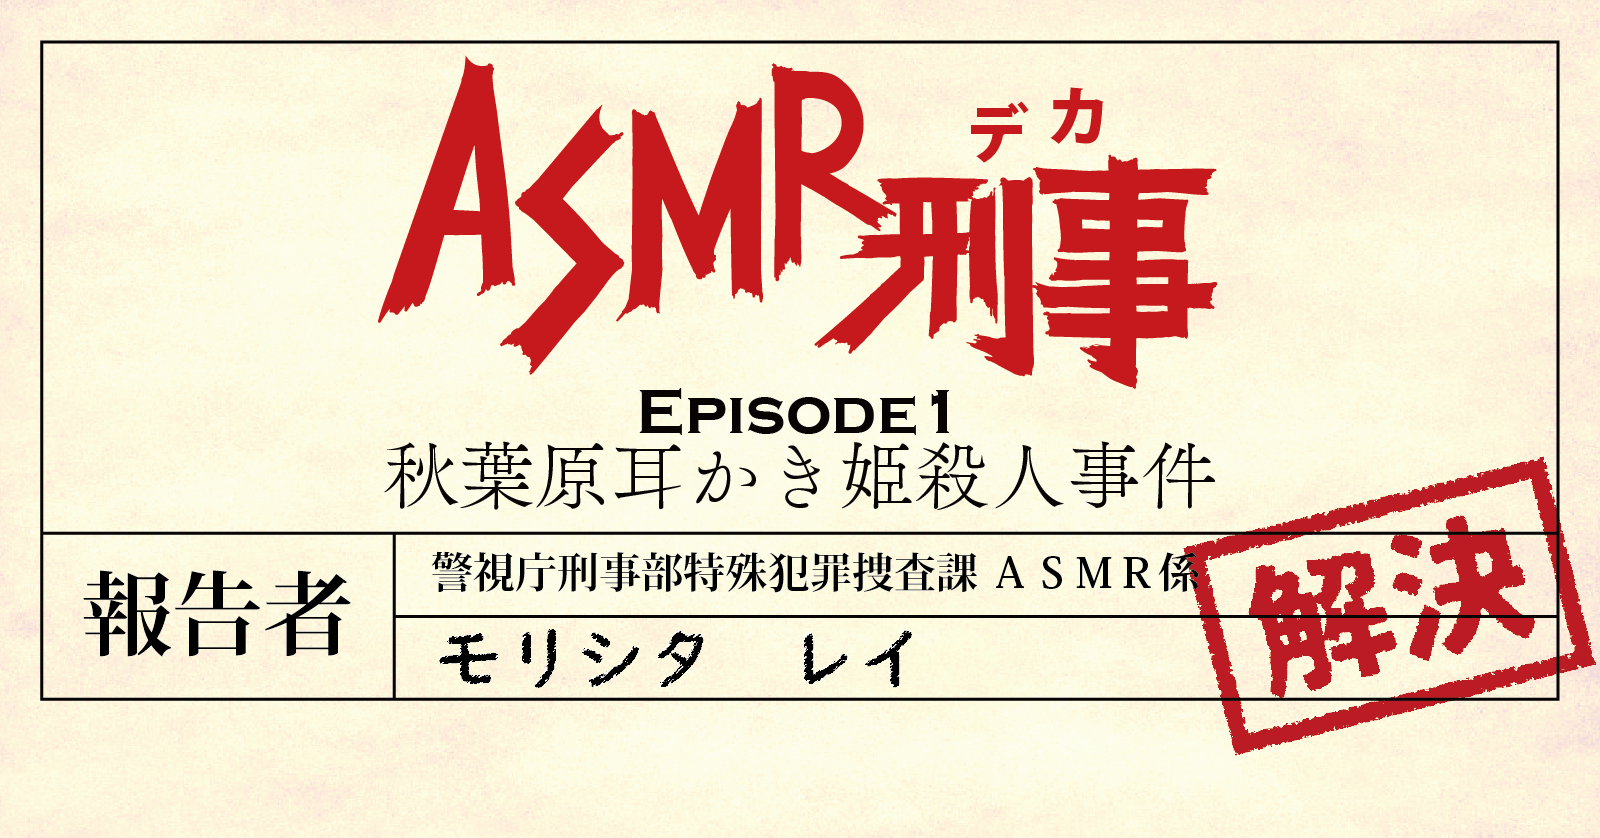 デカ
ASMR刑事
EPISODE1
秋葉原耳かき姫殺人事件
報告者
警視庁刑事部特殊犯罪捜査課 ASMR係
モリシタ レイ
解決